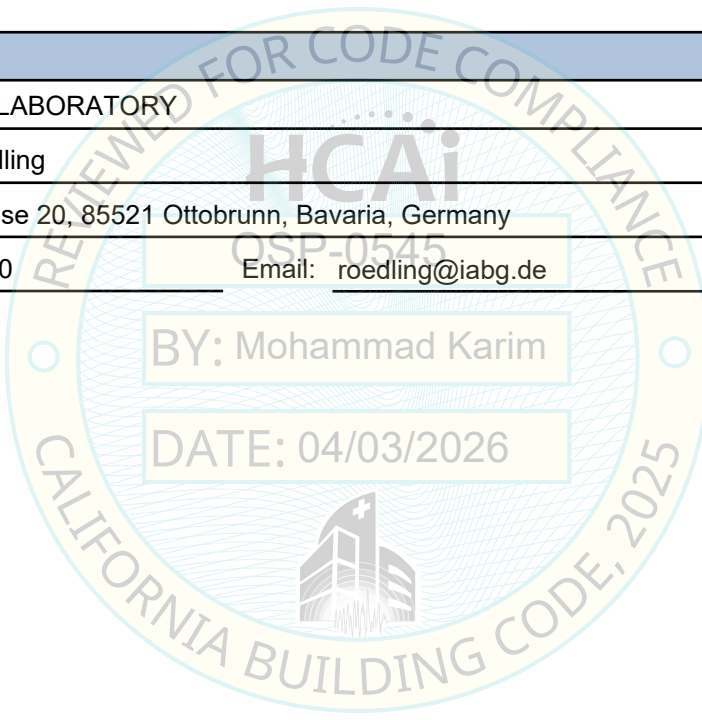 REVIEWED FOR CODE COMPLIANCE
LABORATORY
HCAi
lling
se 20, 85521 Ottobrunn, Bavaria, Germany
OSP-0545
0 Email: roedling@iabg.de
BY: Mohammad Karim
DATE: 04/03/2026
CALIFORNIA BUILDING CODE, 2025